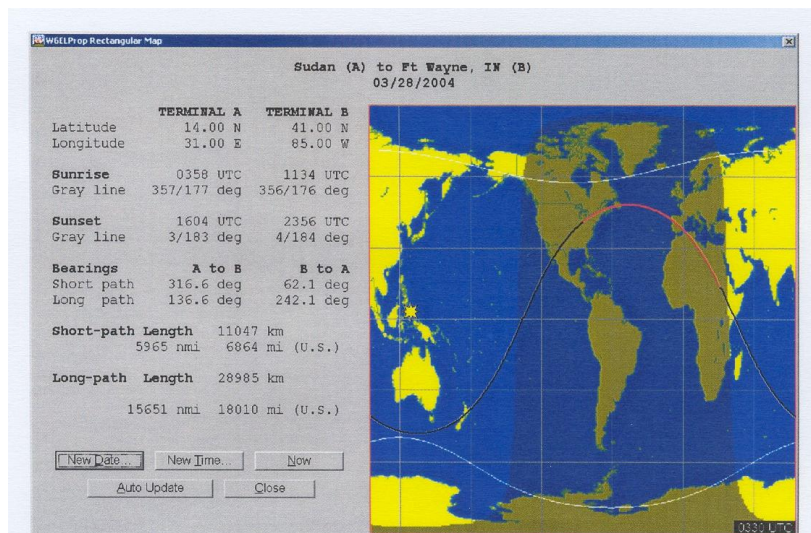 W6ELProp Rectangular Map
Sudan (A) to Ft Wayne, IN (B)
03/28/2004
TERMINAL A TERMINAL B
Latitude 14.00 N 41.00 N
Longitude 31.00 E 85.00 W
Sunrise 0358 UTC 1134 UTC
Gray line 357/177 deg 356/176 deg
Sunset 1604 UTC 2356 UTC
Gray line 3/183 deg 4/184 deg
Bearings A to B B to A
Short path 316.6 deg 62.1 deg
Long path 136.6 deg 242.1 deg
Short-path Length 11047 km
5965 nmi 6864 mi (U.S.)
Long-path Length 28985 km
15651 nmi 18010 mi (U.S.)
New Date... New Time... Now
Auto Update Close
0330 UTC